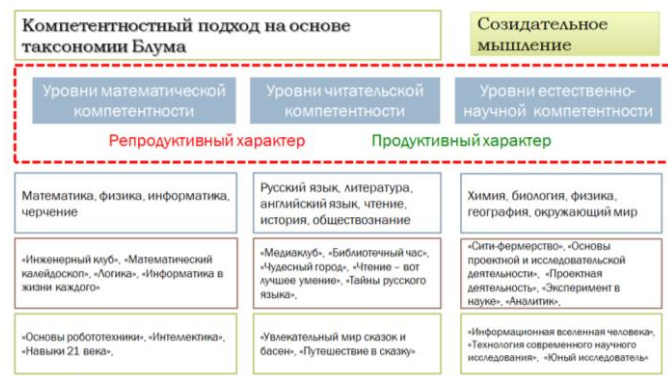 Компетентностный подход на основе
таксономии Блума
Созидательное
мышление
Уровни математической
компетентности
Уровни читательской
компетентности
Уровни естественно-
научной компетентности
Репродуктивный характер
Продуктивный характер
Математика, физика, информатика,
черчение
Русский язык, литература,
английский язык, чтение,
история, обществознание
Химия, биология, физика,
география, окружающий мир
«Инженерный клуб», «Математический
калейдоскоп», «Логика», «Информатика в
жизни каждого»
«Медиаклуб», «Библиотечный час»,
«Чудесный город», «Чтение – вот
лучшее умение», «Тайны русского
языка»,
«Сити-фермерство», «Основы
проектной и исследовательской
деятельности», «Проектная
деятельность», «Эксперимент в
науке», «Аналитик»,
«Основы робототехники», «Интеллектика»,
«Навыки 21 века»,
«Увлекательный мир сказок и
басен», «Путешествие в сказку»
«Информационная вселенная человека»,
«Технология современного научного
исследования», «Юный исследователь»